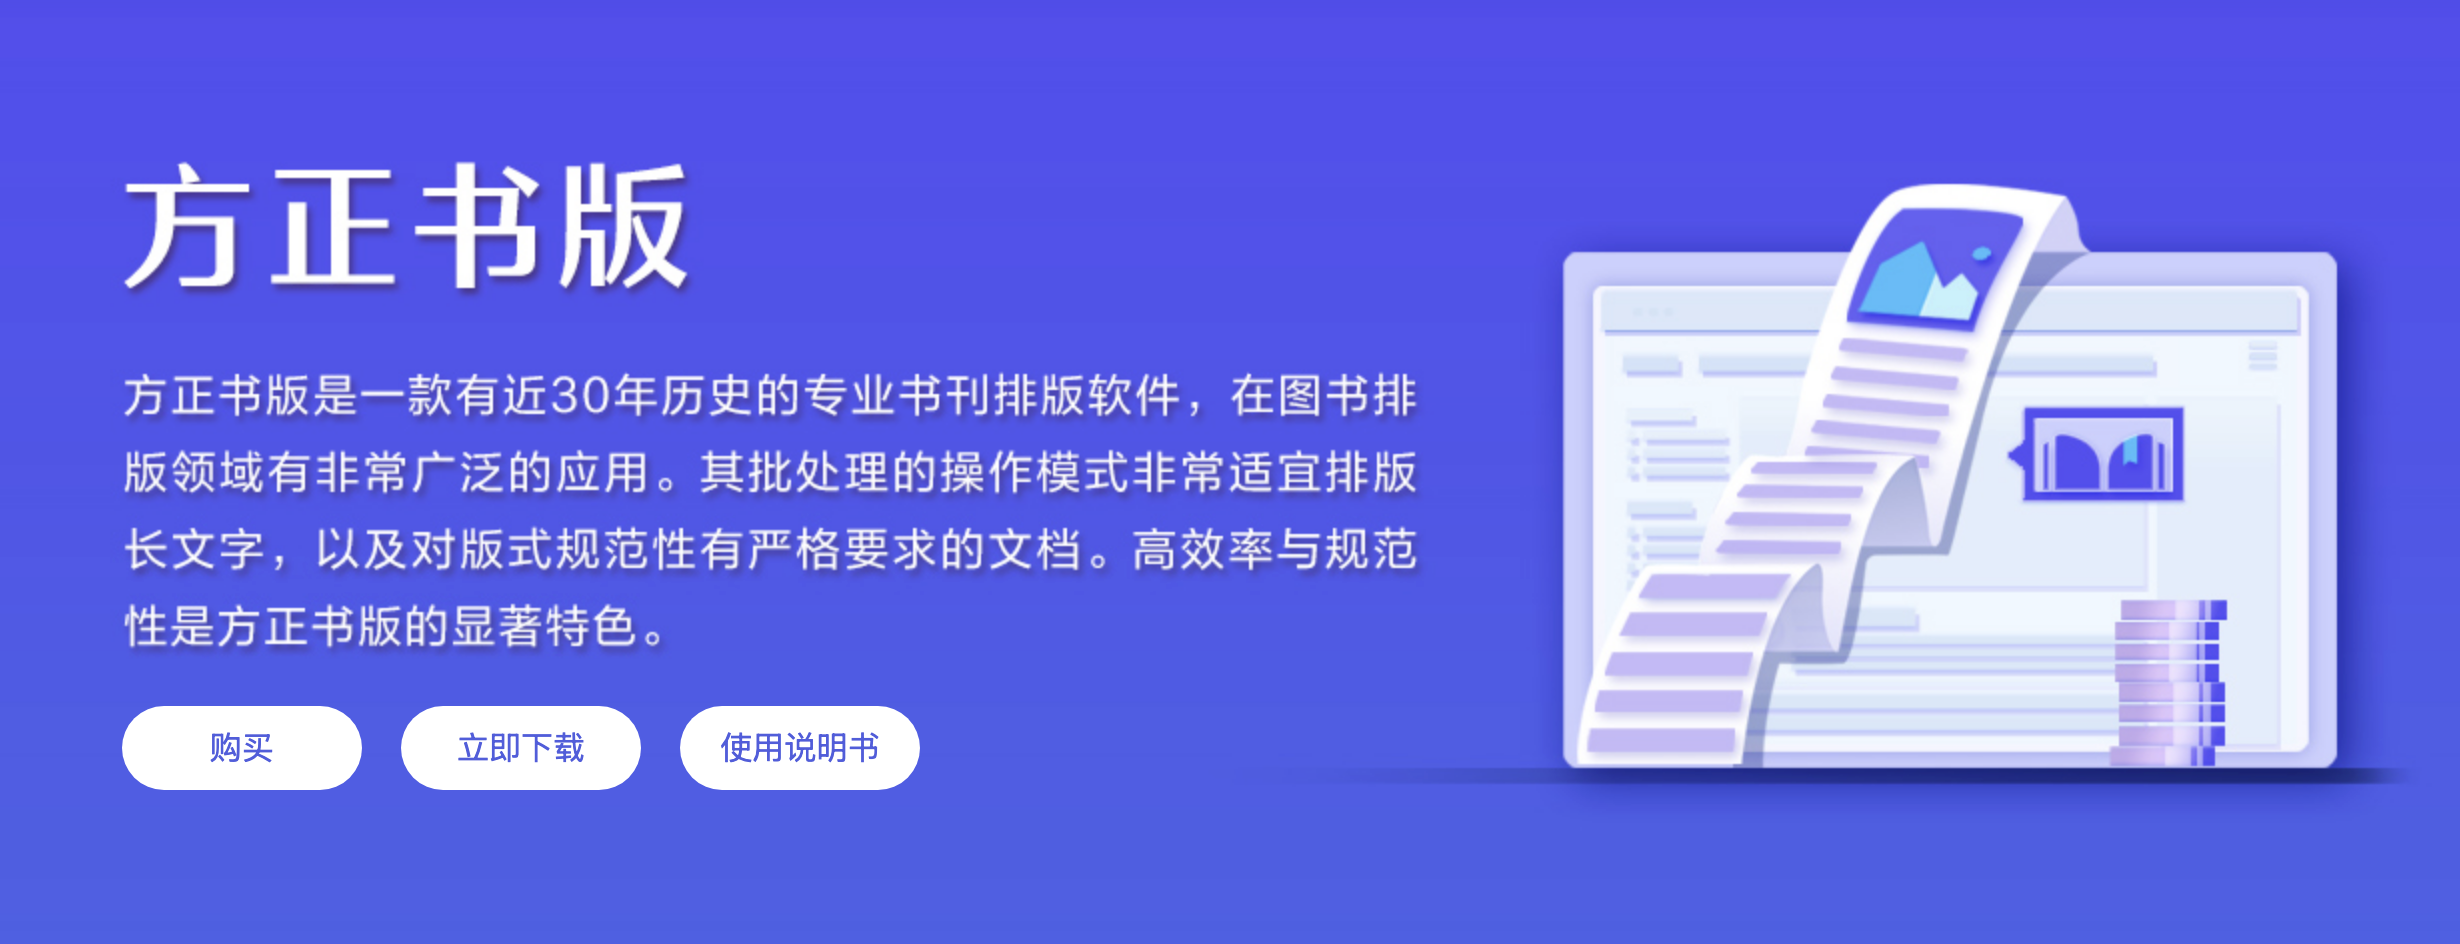 方正书版
方正书版是一款有近30年历史的专业书刊排版软件，在图书排
版领域有非常广泛的应用。其批处理的操作模式非常适宜排版
长文字，以及对版式规范性有严格要求的文档。高效率与规范
性是方正书版的显著特色。
购买
立即下载
使用说明书